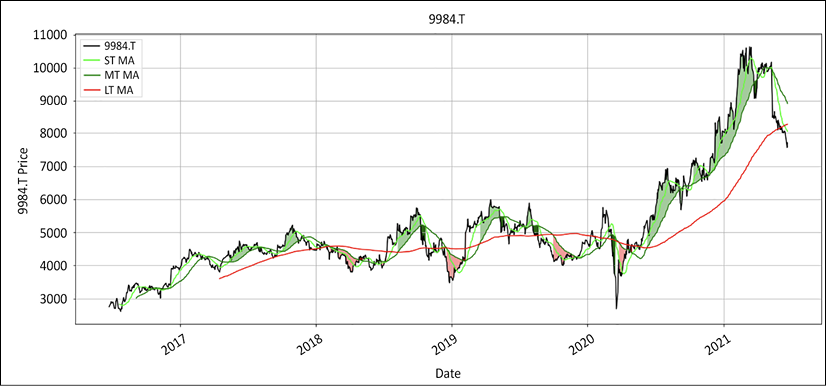 9984.T
11000
10000
9000
8000
7000
6000
5000
4000
3000
9984.T Price
9984.T
ST MA
MT MA
LT MA
2017
2018
2019
2020
2021
Date